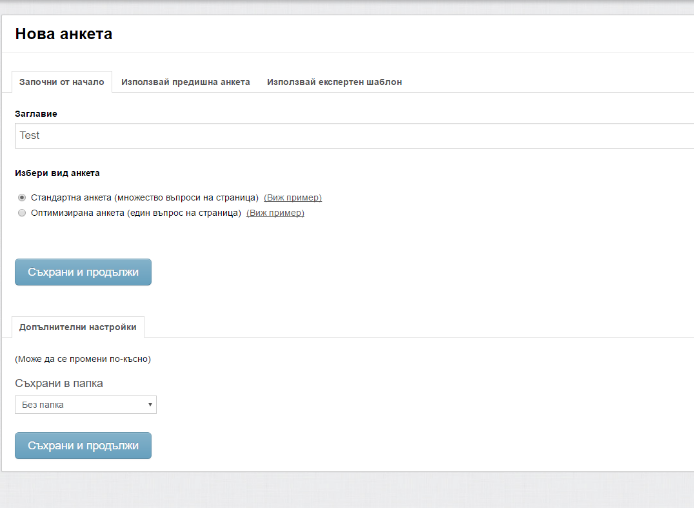 Нова анкета
Започни от начало Използвай предишна анкета Използвай експертен шаблон
Заглавие
Test
Избери вид анкета
Стандартна анкета (множество въпроси на страница) (Виж пример)
Оптимизирана анкета (един въпрос на страница) (Виж пример)
Съхрани и продължи
Допълнителни настройки
(Може да се промени по-късно)
Съхрани в папка
Без папка
Съхрани и продължи